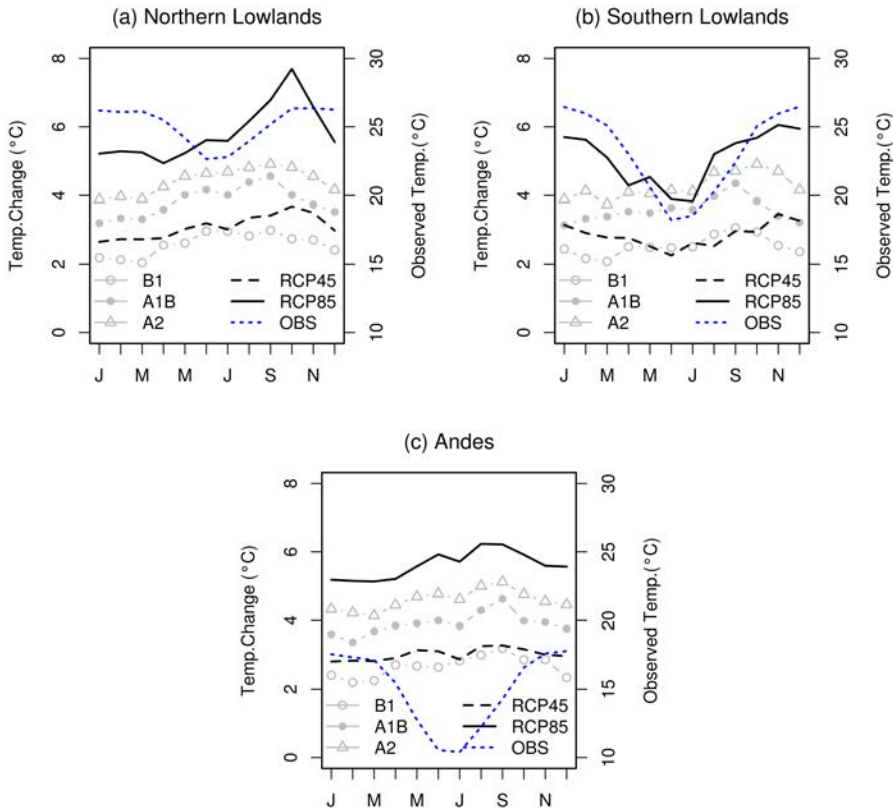 (a) Northern Lowlands
Temp.Change (°C)
8
6
4
2
0
30
25
20
15
10
Observed Temp.(°C)
B1
A1B
A2
RCP45
RCP85
OBS
J M M J S N
(b) Southern Lowlands
Temp.Change (°C)
8
6
4
2
0
30
25
20
15
10
Observed Temp.(°C)
B1
A1B
A2
RCP45
RCP85
OBS
J M M J S N
(c) Andes
Temp.Change (°C)
8
6
4
2
0
30
25
20
15
10
Observed Temp.(°C)
B1
A1B
A2
RCP45
RCP85
OBS
J M M J S N